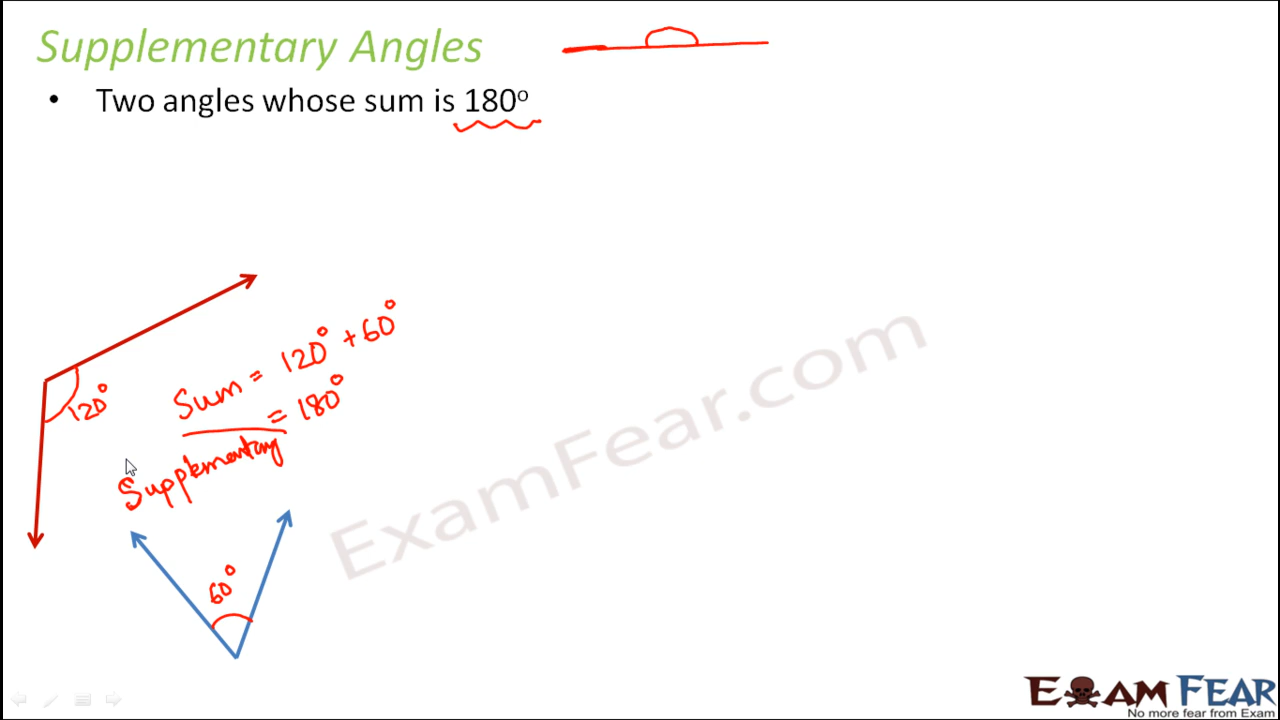 Supplementary Angles
• Two angles whose sum is 180°
120°
Sum = 120° + 60°
= 180°
Supplementary
60°
ExamFear.com
EXAM FEAR
No more fear from Exam